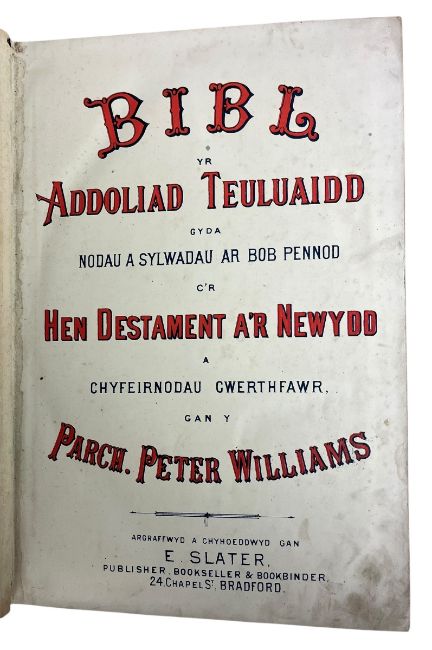 BIBL
YR
ADDOLIAD TEULUAIDD
GYDA
NODAU A SYLWADAU AR BOB PENNOD
C'R
HEN DESTAMENT A'R NEWYDD
A
CHYFEIRNODAU GWERTHFAWR,
GAN Y
PARCH. PETER WILLIAMS
ARGRAFFWYD A CHYHOEDDWYD GAN
E. SLATER,
PUBLISHER, BOOKSELLER & BOOKBINDER,
24, CHAPEL ST. BRADFORD.